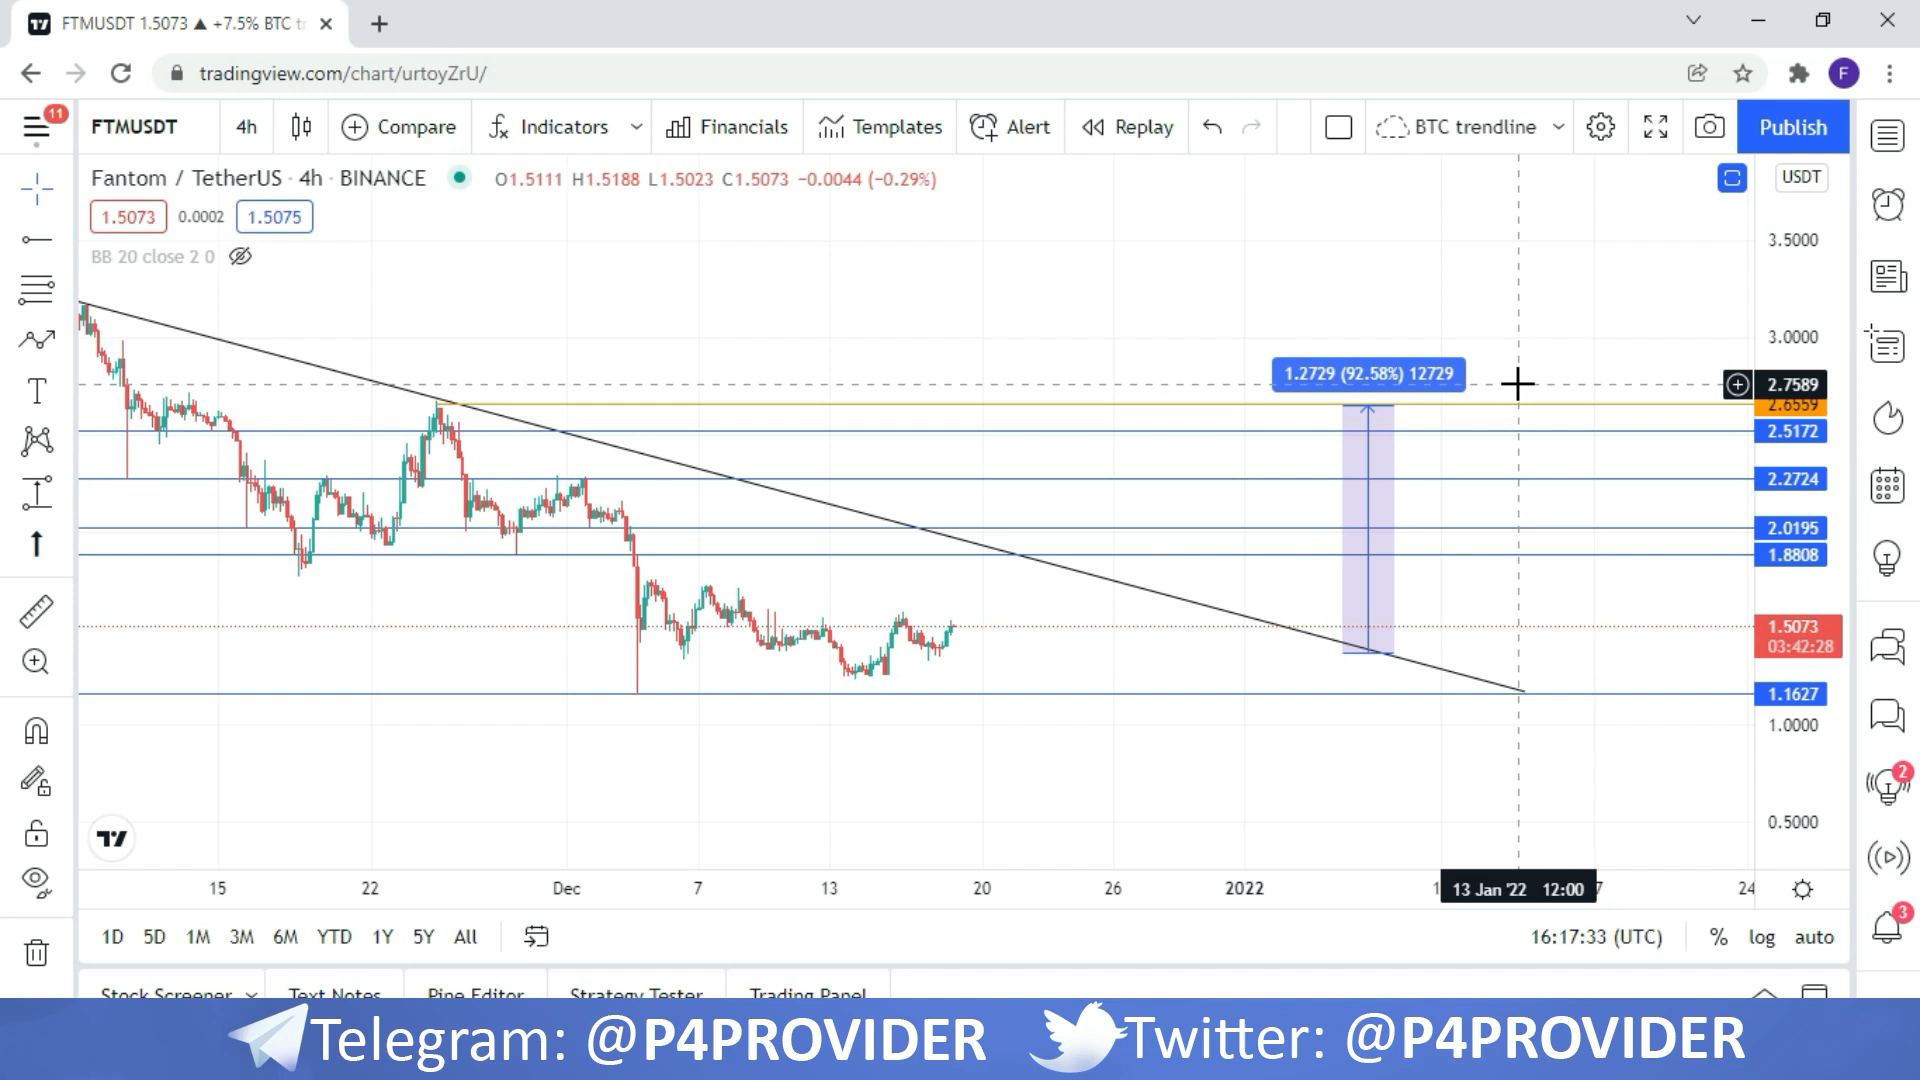 FTMUSDT 1.5073 ▲ +7.5% BTC tr
tradingview.com/chart/urtoyZrU/
F
11
FTMUSDT 4h Compare Indicators Financials Templates Alert Replay BTC trendline Publish
Fantom / TetherUS · 4h · BINANCE O1.5111 H1.5188 L1.5023 C1.5073 −0.0044 (−0.29%)
USDT
1.5073 0.0002 1.5075
BB 20 close 2 0
3.5000
3.0000
1.2729 (92.58%) 12729
2.7589
2.6559
2.5172
2.2724
2.0195
1.8808
1.5073
03:42:28
1.1627
1.0000
2
0.5000
15 22 Dec 7 13 20 26 2022 1 13 Jan '22 12:00 7 24
3
1D 5D 1M 3M 6M YTD 1Y 5Y All 16:17:33 (UTC) % log auto
Stock Screener Text Notes Pine Editor Strategy Tester Trading Panel
Telegram: @P4PROVIDER Twitter: @P4PROVIDER